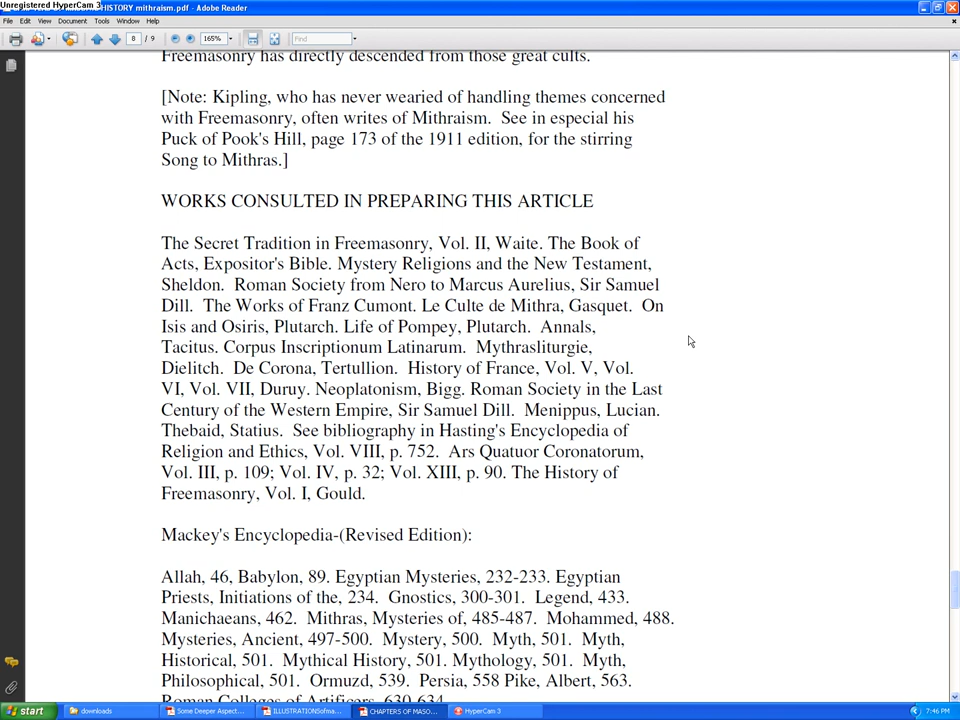 Unregistered HyperCam 3
HISTORY mithraism.pdf - Adobe Reader
File Edit View Document Tools Window Help
8 / 9 165% Find
Freemasonry has directly descended from those great cults.
[Note: Kipling, who has never wearied of handling themes concerned
with Freemasonry, often writes of Mithraism. See in especial his
Puck of Pook's Hill, page 173 of the 1911 edition, for the stirring
Song to Mithras.]
WORKS CONSULTED IN PREPARING THIS ARTICLE
The Secret Tradition in Freemasonry, Vol. II, Waite. The Book of
Acts, Expositor's Bible. Mystery Religions and the New Testament,
Sheldon. Roman Society from Nero to Marcus Aurelius, Sir Samuel
Dill. The Works of Franz Cumont. Le Culte de Mithra, Gasquet. On
Isis and Osiris, Plutarch. Life of Pompey, Plutarch. Annals,
Tacitus. Corpus Inscriptionum Latinarum. Mythrasliturgie,
Dielitch. De Corona, Tertullion. History of France, Vol. V, Vol.
VI, Vol. VII, Duruy. Neoplatonism, Bigg. Roman Society in the Last
Century of the Western Empire, Sir Samuel Dill. Menippus, Lucian.
Thebaid, Statius. See bibliography in Hasting's Encyclopedia of
Religion and Ethics, Vol. VIII, p. 752. Ars Quatuor Coronatorum,
Vol. III, p. 109; Vol. IV, p. 32; Vol. XIII, p. 90. The History of
Freemasonry, Vol. I, Gould.
Mackey's Encyclopedia-(Revised Edition):
Allah, 46, Babylon, 89. Egyptian Mysteries, 232-233. Egyptian
Priests, Initiations of the, 234. Gnostics, 300-301. Legend, 433.
Manichaeans, 462. Mithras, Mysteries of, 485-487. Mohammed, 488.
Mysteries, Ancient, 497-500. Mystery, 500. Myth, 501. Myth,
Historical, 501. Mythical History, 501. Mythology, 501. Myth,
Philosophical, 501. Ormuzd, 539. Persia, 558 Pike, Albert, 563.
Roman Colleges of Artificers, 630-634.
start downloads Some Deeper Aspect... ILLUSTRATIONSofma... CHAPTERS OF MASO... HyperCam 3 7:46 PM